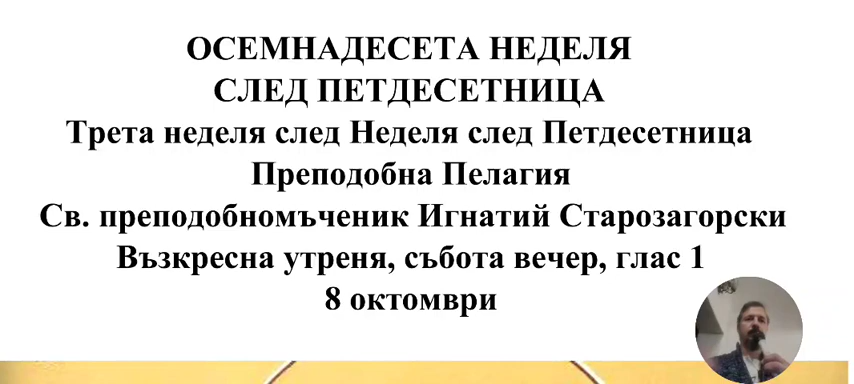 ОСЕМНАДЕСЕТА НЕДЕЛЯ
СЛЕД ПЕТДЕСЕТНИЦА
Трета неделя след Неделя след Петдесетница
Преподобна Пелагия
Св. преподобномъченик Игнатий Старозагорски
Възкресна утреня, събота вечер, глас 1
8 октомври